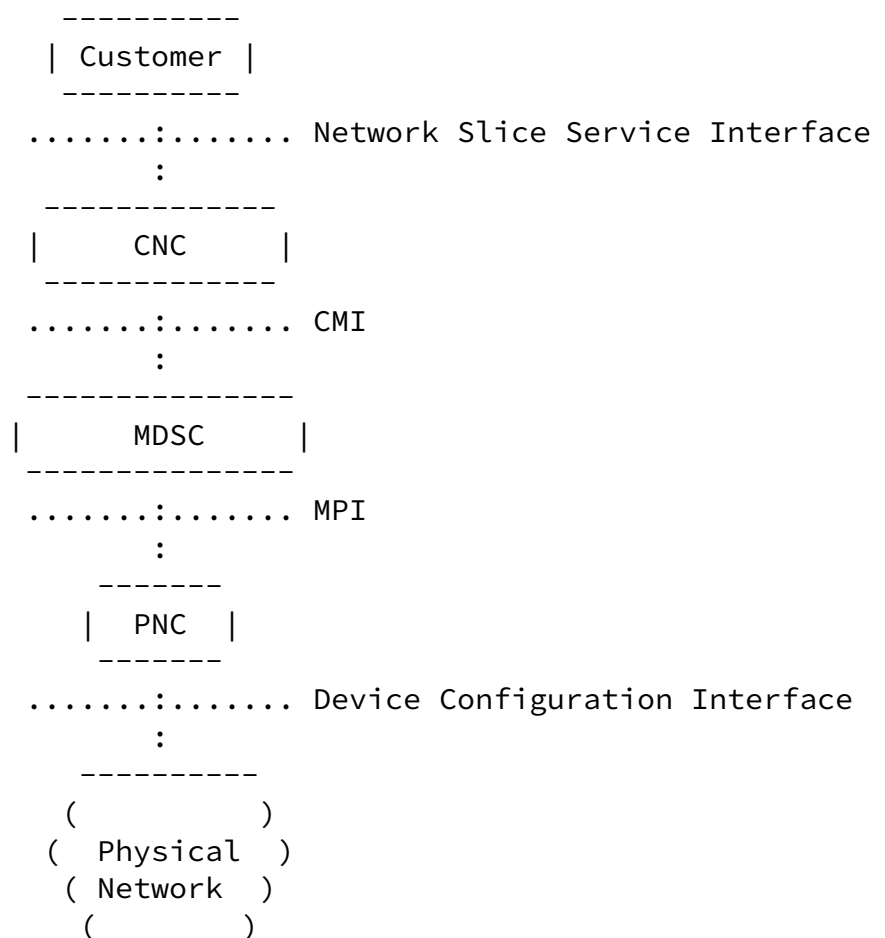 ----------
| Customer |
----------
.......:....... Network Slice Service Interface
:
-------------
| CNC |
-------------
.......:....... CMI
:
---------------
| MDSC |
---------------
.......:....... MPI
:
-------
| PNC |
-------
.......:....... Device Configuration Interface
:
----------
( )
( Physical )
( Network )
( )